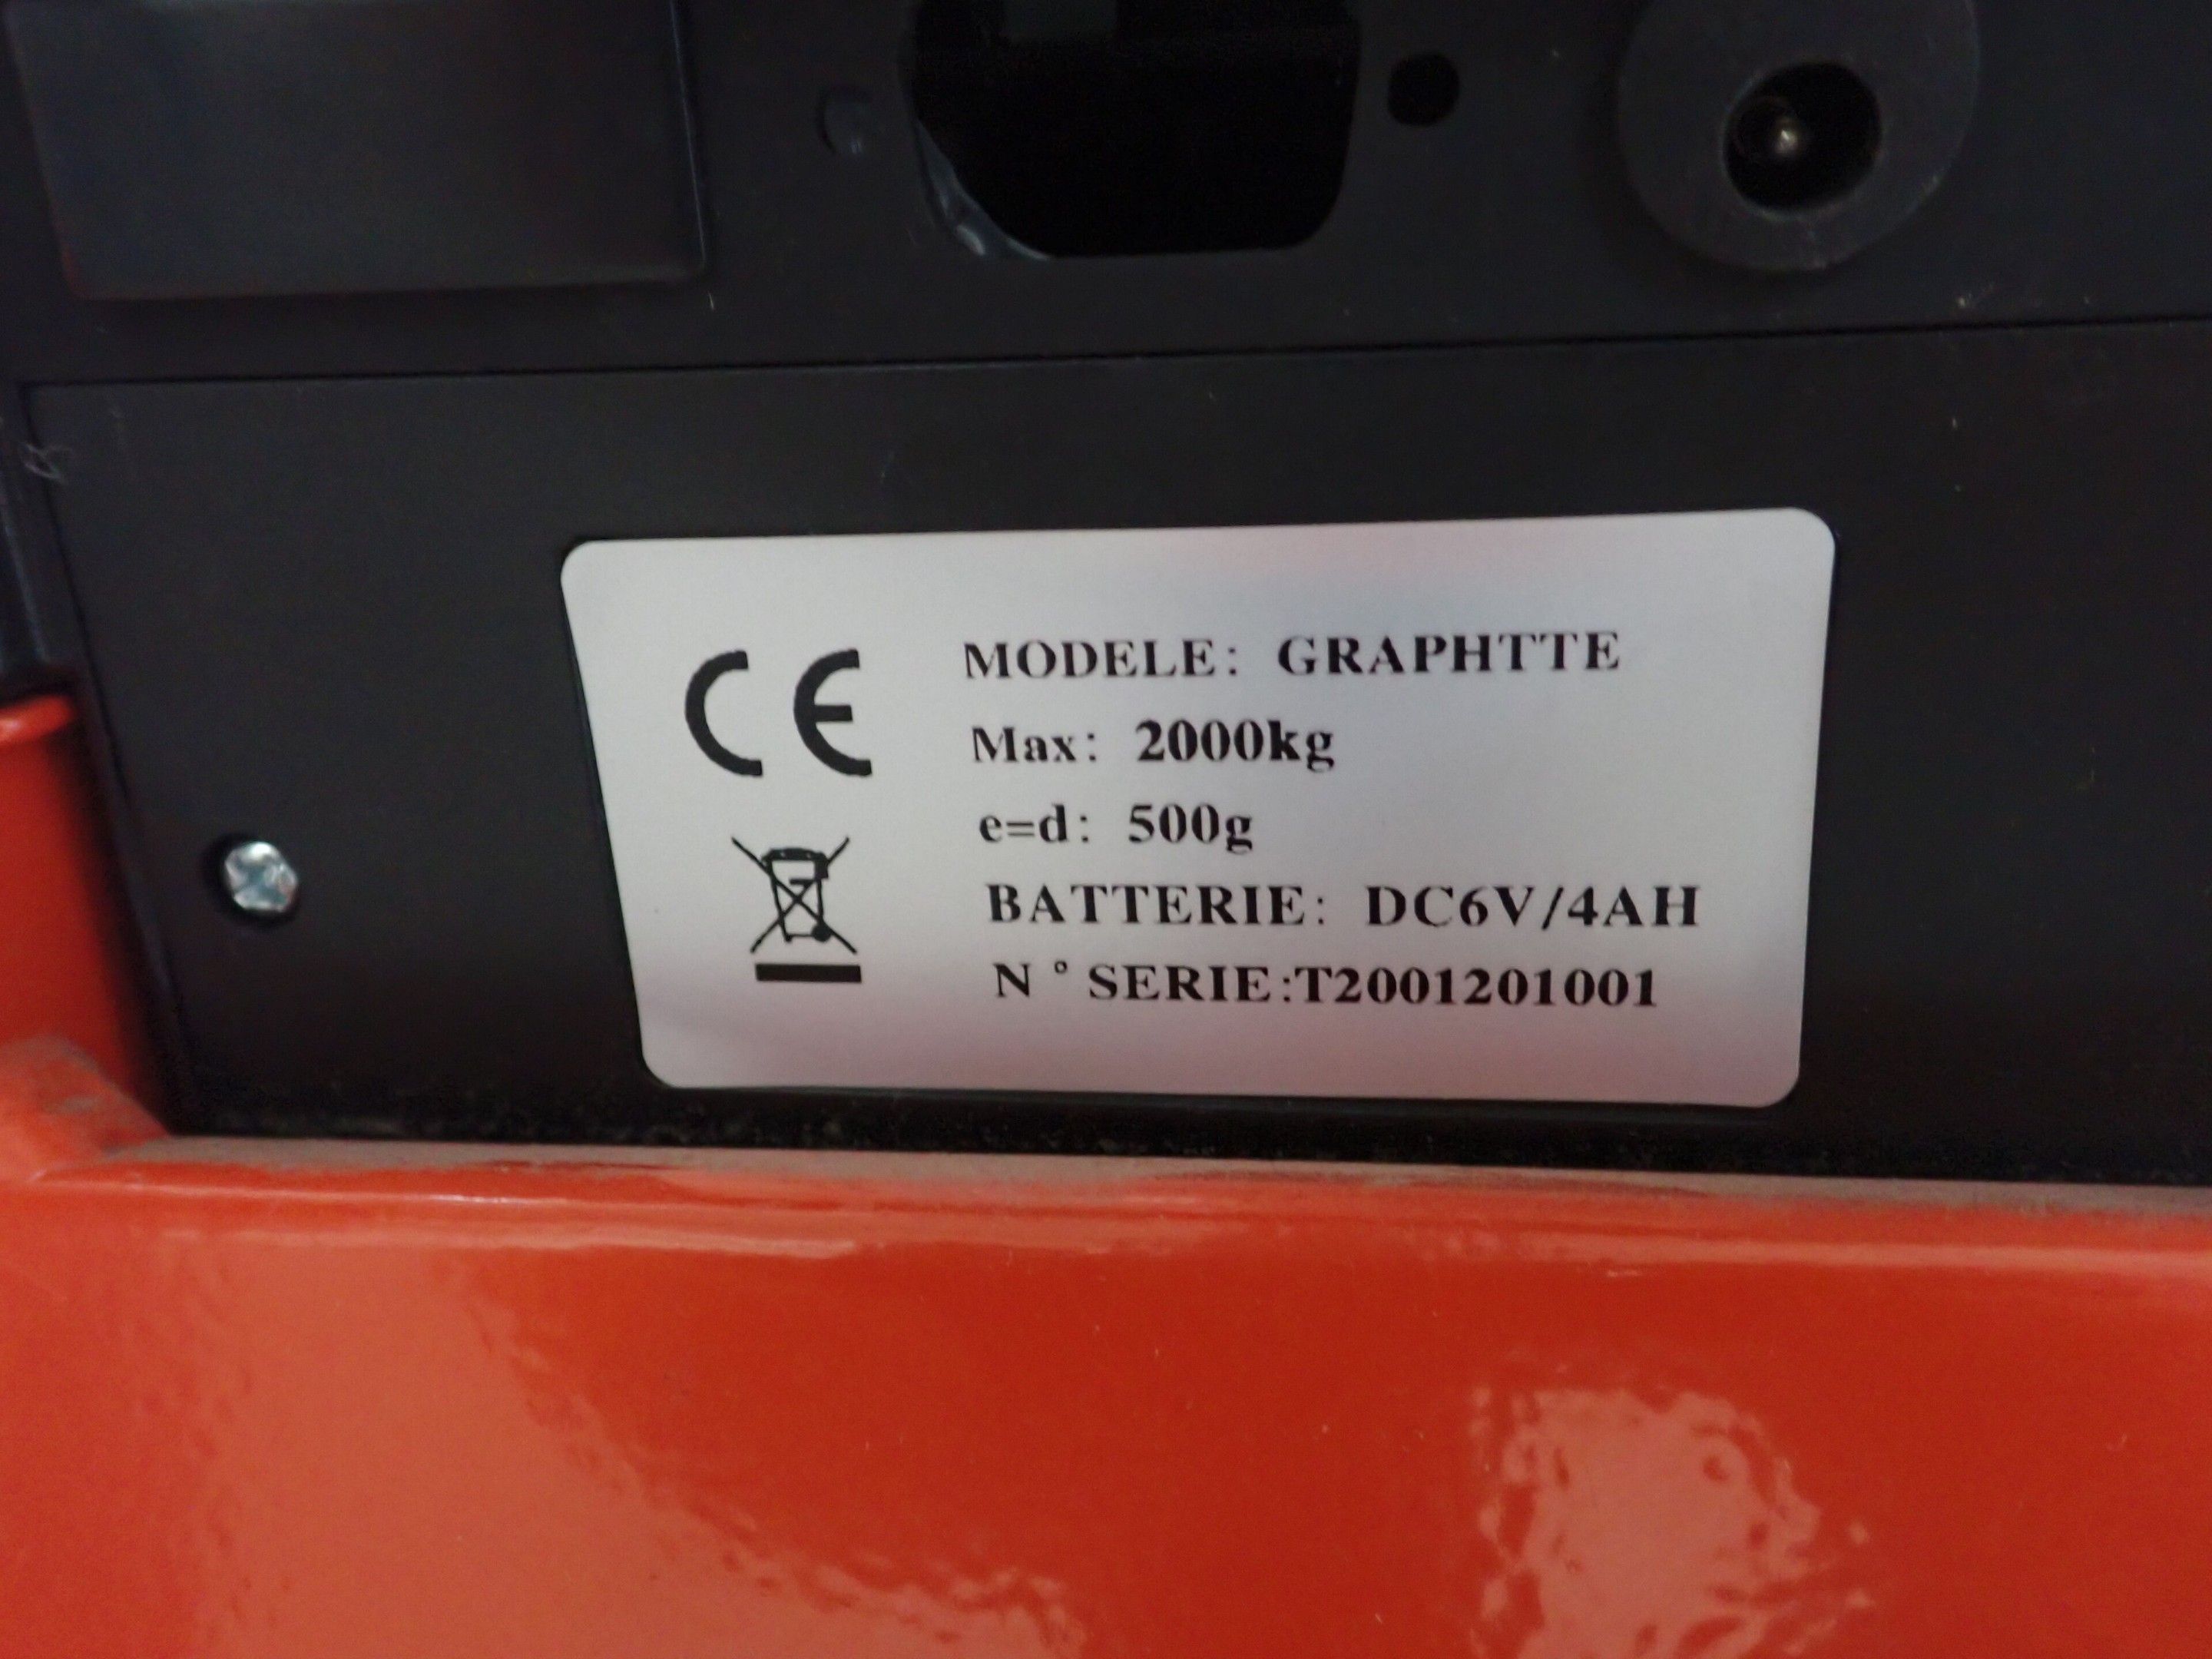 CE
MODELE: GRAPHTTE
Max: 2000kg
e=d: 500g
BATTERIE: DC6V/4AH
N°SERIE:T2001201001